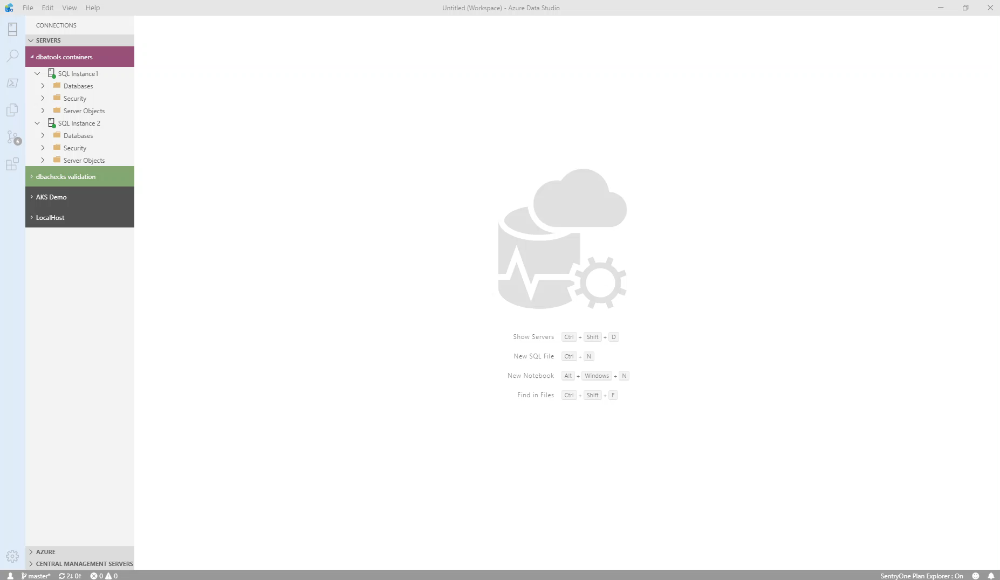 File Edit View Help
Untitled (Workspace) - Azure Data Studio
CONNECTIONS
SERVERS
dbatools containers
SQL Instance1
Databases
Security
Server Objects
SQL Instance 2
Databases
Security
Server Objects
6
dbachecks validation
AKS Demo
LocalHost
Show Servers Ctrl + Shift + D
New SQL File Ctrl + N
New Notebook Alt + Windows + N
Find in Files Ctrl + Shift + F
AZURE
CENTRAL MANAGEMENT SERVERS
master* 2↓ 0↑ 0 0
SentryOne Plan Explorer : On